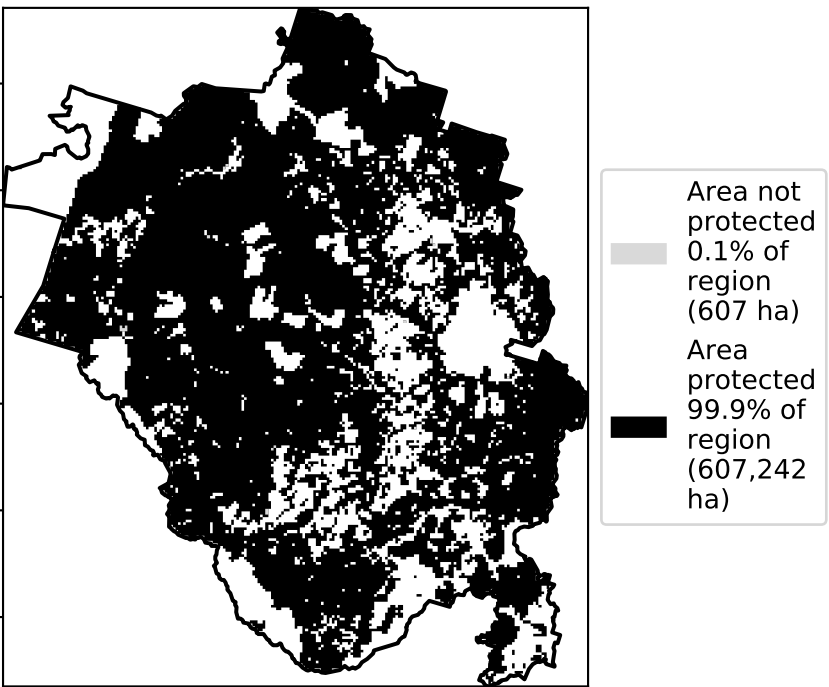 Area not
protected
0.1% of
region
(607 ha)
Area
protected
99.9% of
region
(607,242
ha)